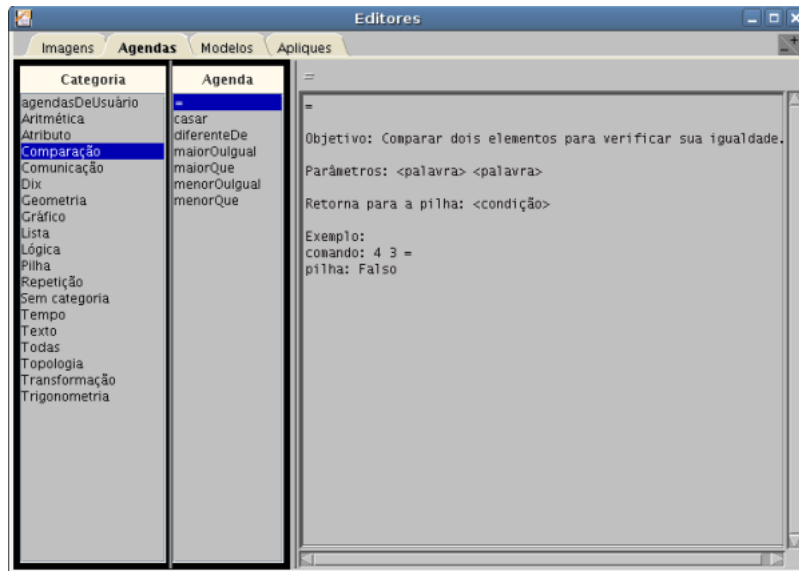 Editores
Imagens Agendas Modelos Apliques
Categoria
agendasDeUsuário
Aritmética
Atributo
Comparação
Comunicação
Dix
Geometria
Gráfico
Lista
Lógica
Pilha
Repetição
Sem categoria
Tempo
Texto
Todas
Topologia
Transformação
Trigonometria
Agenda
=
casar
diferenteDe
maiorOuIgual
maiorQue
menorOuIgual
menorQue
=
=
Objetivo: Comparar dois elementos para verificar sua igualdade.
Parâmetros: <palavra> <palavra>
Retorna para a pilha: <condição>
Exemplo:
comando: 4 3 =
pilha: Falso